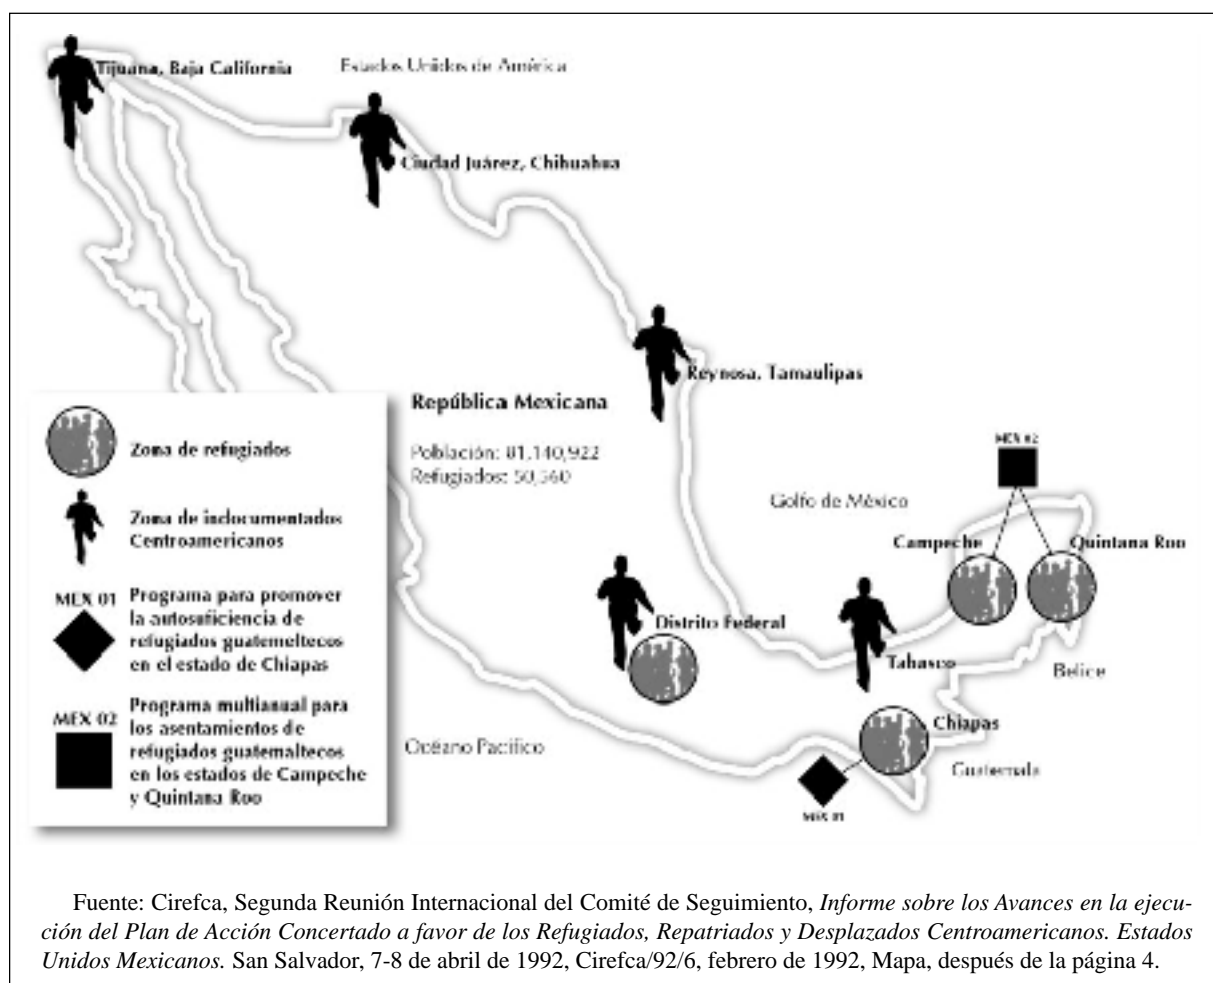 Tijuana, Baja California
Estados Unidos de América
Ciudad Juárez, Chihuahua
Reynosa, Tamaulipas
República Mexicana
Población: 81,140,922
Refugiados: 50,560
MEX 02
Golfo de México
Campeche
Quintana Roo
Distrito Federal
Tabasco
Belice
Chiapas
Océano Pacífico
Guatemala
MEX 01
Zona de refugiados
Zona de indocumentados
Centroamericanos
MEX 01
Programa para promover
la autosuficiencia de
refugiados guatemeltecos
en el estado de Chiapas
MEX 02
Programa multianual para
los asentamientos de
refugiados guatemaltecos
en los estados de Campeche
y Quintana Roo
Fuente: Cirefca, Segunda Reunión Internacional del Comité de Seguimiento, Informe sobre los Avances en la ejecu-
ción del Plan de Acción Concertado a favor de los Refugiados, Repatriados y Desplazados Centroamericanos. Estados
Unidos Mexicanos. San Salvador, 7-8 de abril de 1992, Cirefca/92/6, febrero de 1992, Mapa, después de la página 4.